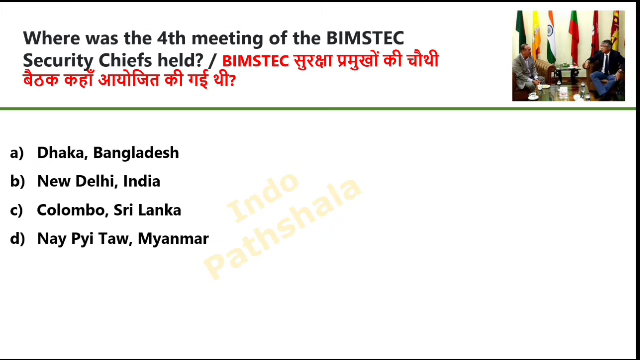 Where was the 4th meeting of the BIMSTEC
Security Chiefs held? / BIMSTEC सुरक्षा प्रमुखों की चौथी
बैठक कहाँ आयोजित की गई थी?
a) Dhaka, Bangladesh
b) New Delhi, India
c) Colombo, Sri Lanka
d) Nay Pyi Taw, Myanmar
Indo
Pathshala